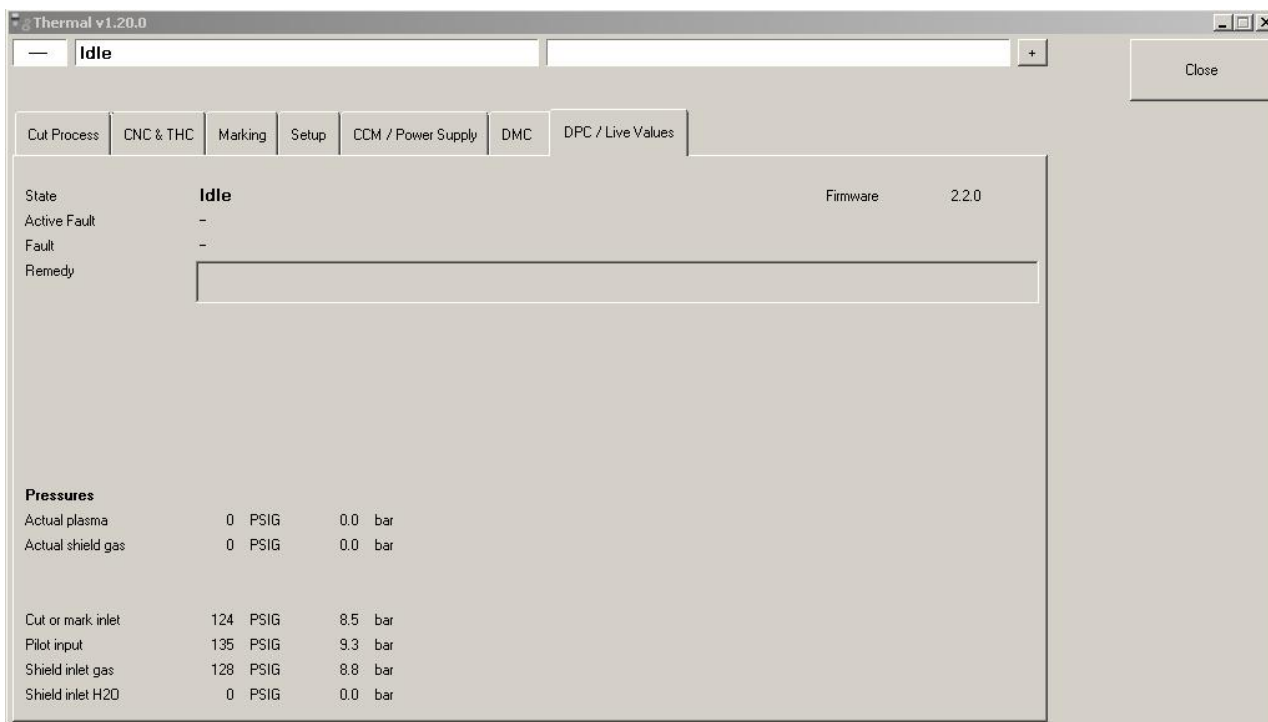 Thermal v1.20.0
— Idle +
Close
Cut Process CNC & THC Marking Setup CCM / Power Supply DMC DPC / Live Values
State Idle Firmware 2.2.0
Active Fault -
Fault -
Remedy
Pressures
Actual plasma 0 PSIG 0.0 bar
Actual shield gas 0 PSIG 0.0 bar
Cut or mark inlet 124 PSIG 8.5 bar
Pilot input 135 PSIG 9.3 bar
Shield inlet gas 128 PSIG 8.8 bar
Shield inlet H2O 0 PSIG 0.0 bar